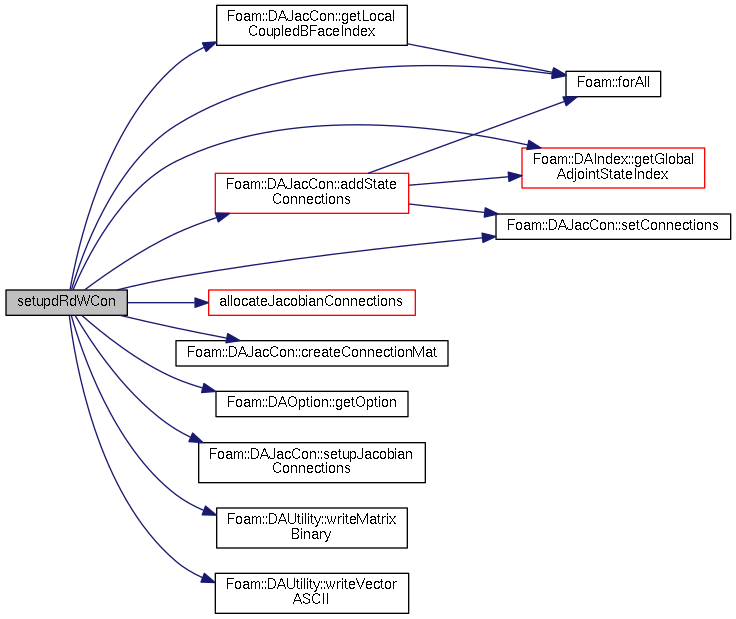 Foam::DAJacCon::getLocal
CoupledBFaceIndex
Foam::forAll
Foam::DAIndex::getGlobal
AdjointStateIndex
Foam::DAJacCon::addState
Connections
Foam::DAJacCon::setConnections
setupdRdWCon
allocateJacobianConnections
Foam::DAJacCon::createConnectionMat
Foam::DAOption::getOption
Foam::DAJacCon::setupJacobian
Connections
Foam::DAUtility::writeMatrix
Binary
Foam::DAUtility::writeVector
ASCII